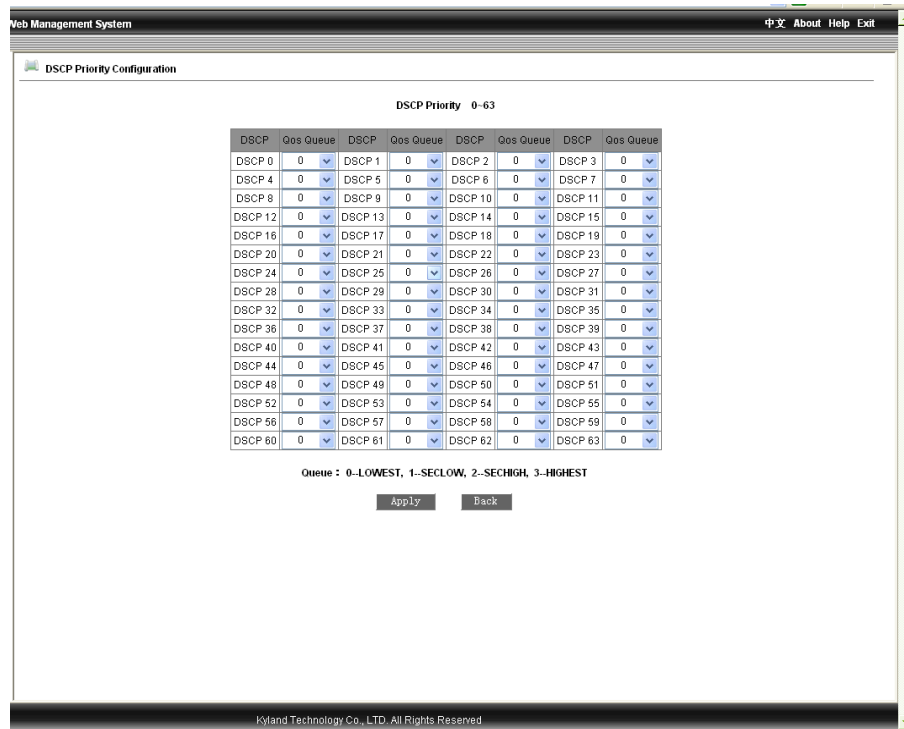 Web Management System 中文 About Help Exit
DSCP Priority Configuration
DSCP Priority 0~63
DSCP Qos Queue DSCP Qos Queue DSCP Qos Queue DSCP Qos Queue
DSCP 0 0 DSCP 1 0 DSCP 2 0 DSCP 3 0
DSCP 4 0 DSCP 5 0 DSCP 6 0 DSCP 7 0
DSCP 8 0 DSCP 9 0 DSCP 10 0 DSCP 11 0
DSCP 12 0 DSCP 13 0 DSCP 14 0 DSCP 15 0
DSCP 16 0 DSCP 17 0 DSCP 18 0 DSCP 19 0
DSCP 20 0 DSCP 21 0 DSCP 22 0 DSCP 23 0
DSCP 24 0 DSCP 25 0 DSCP 26 0 DSCP 27 0
DSCP 28 0 DSCP 29 0 DSCP 30 0 DSCP 31 0
DSCP 32 0 DSCP 33 0 DSCP 34 0 DSCP 35 0
DSCP 36 0 DSCP 37 0 DSCP 38 0 DSCP 39 0
DSCP 40 0 DSCP 41 0 DSCP 42 0 DSCP 43 0
DSCP 44 0 DSCP 45 0 DSCP 46 0 DSCP 47 0
DSCP 48 0 DSCP 49 0 DSCP 50 0 DSCP 51 0
DSCP 52 0 DSCP 53 0 DSCP 54 0 DSCP 55 0
DSCP 56 0 DSCP 57 0 DSCP 58 0 DSCP 59 0
DSCP 60 0 DSCP 61 0 DSCP 62 0 DSCP 63 0
Queue : 0--LOWEST, 1--SECLOW, 2--SECHIGH, 3--HIGHEST
Apply Back
Kyland Technology Co., LTD. All Rights Reserved